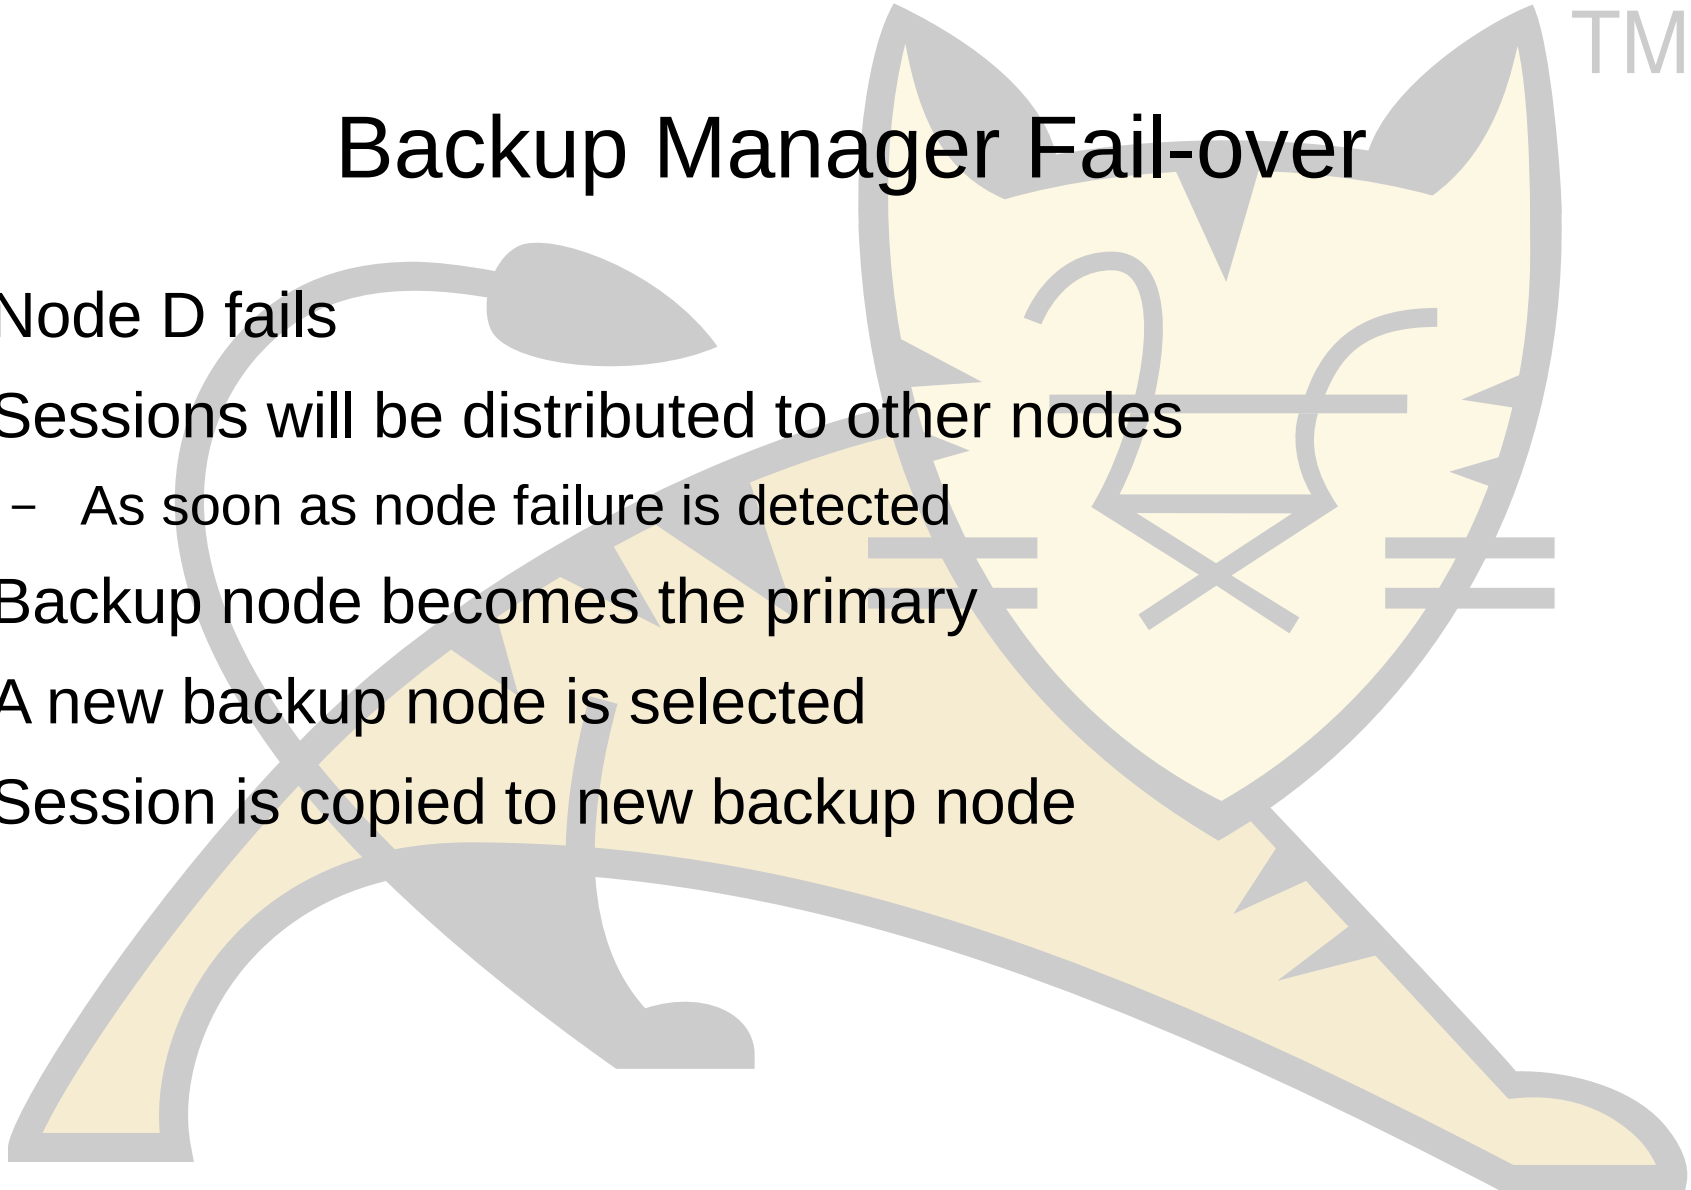 TM
Backup Manager Fail-over
Node D fails
Sessions will be distributed to other nodes
– As soon as node failure is detected
Backup node becomes the primary
A new backup node is selected
Session is copied to new backup node